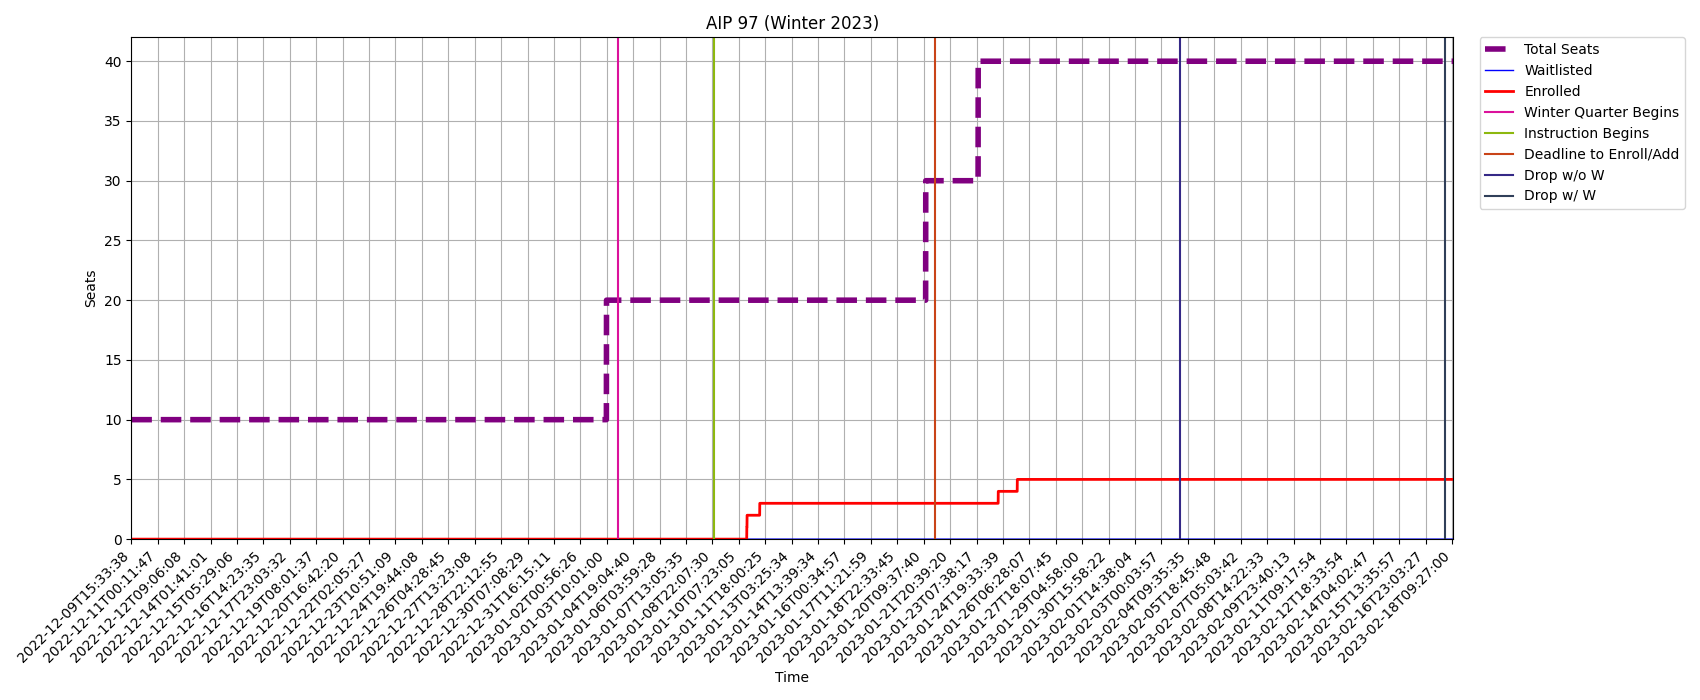 AIP 97 (Winter 2023)
Total Seats
Waitlisted
Enrolled
Winter Quarter Begins
Instruction Begins
Deadline to Enroll/Add
Drop w/o W
Drop w/ W
Seats
40
35
30
25
20
15
10
5
0
2022-12-09T15:33:38
2022-12-11T00:11:47
2022-12-12T09:06:08
2022-12-14T01:41:01
2022-12-15T05:29:06
2022-12-16T14:23:35
2022-12-17T23:03:32
2022-12-19T08:01:37
2022-12-20T16:42:20
2022-12-22T02:05:27
2022-12-23T10:51:09
2022-12-24T19:44:08
2022-12-26T04:28:45
2022-12-27T13:23:08
2022-12-28T22:12:55
2022-12-30T07:08:29
2022-12-31T16:15:11
2023-01-02T00:56:26
2023-01-03T10:01:00
2023-01-04T19:04:40
2023-01-06T03:59:28
2023-01-07T13:05:35
2023-01-08T22:07:30
2023-01-10T07:23:05
2023-01-11T18:00:25
2023-01-13T03:25:34
2023-01-14T13:39:34
2023-01-16T00:34:57
2023-01-17T11:21:59
2023-01-18T22:33:45
2023-01-20T09:37:40
2023-01-21T20:39:20
2023-01-23T07:38:17
2023-01-24T19:33:39
2023-01-26T06:28:07
2023-01-27T18:07:45
2023-01-29T04:58:00
2023-01-30T15:58:22
2023-02-01T14:38:04
2023-02-03T00:03:57
2023-02-04T09:35:35
2023-02-05T18:45:48
2023-02-07T05:03:42
2023-02-08T14:22:33
2023-02-09T23:40:13
2023-02-11T09:17:54
2023-02-12T18:33:54
2023-02-14T04:02:47
2023-02-15T13:35:57
2023-02-16T23:03:27
2023-02-18T09:27:00
Time